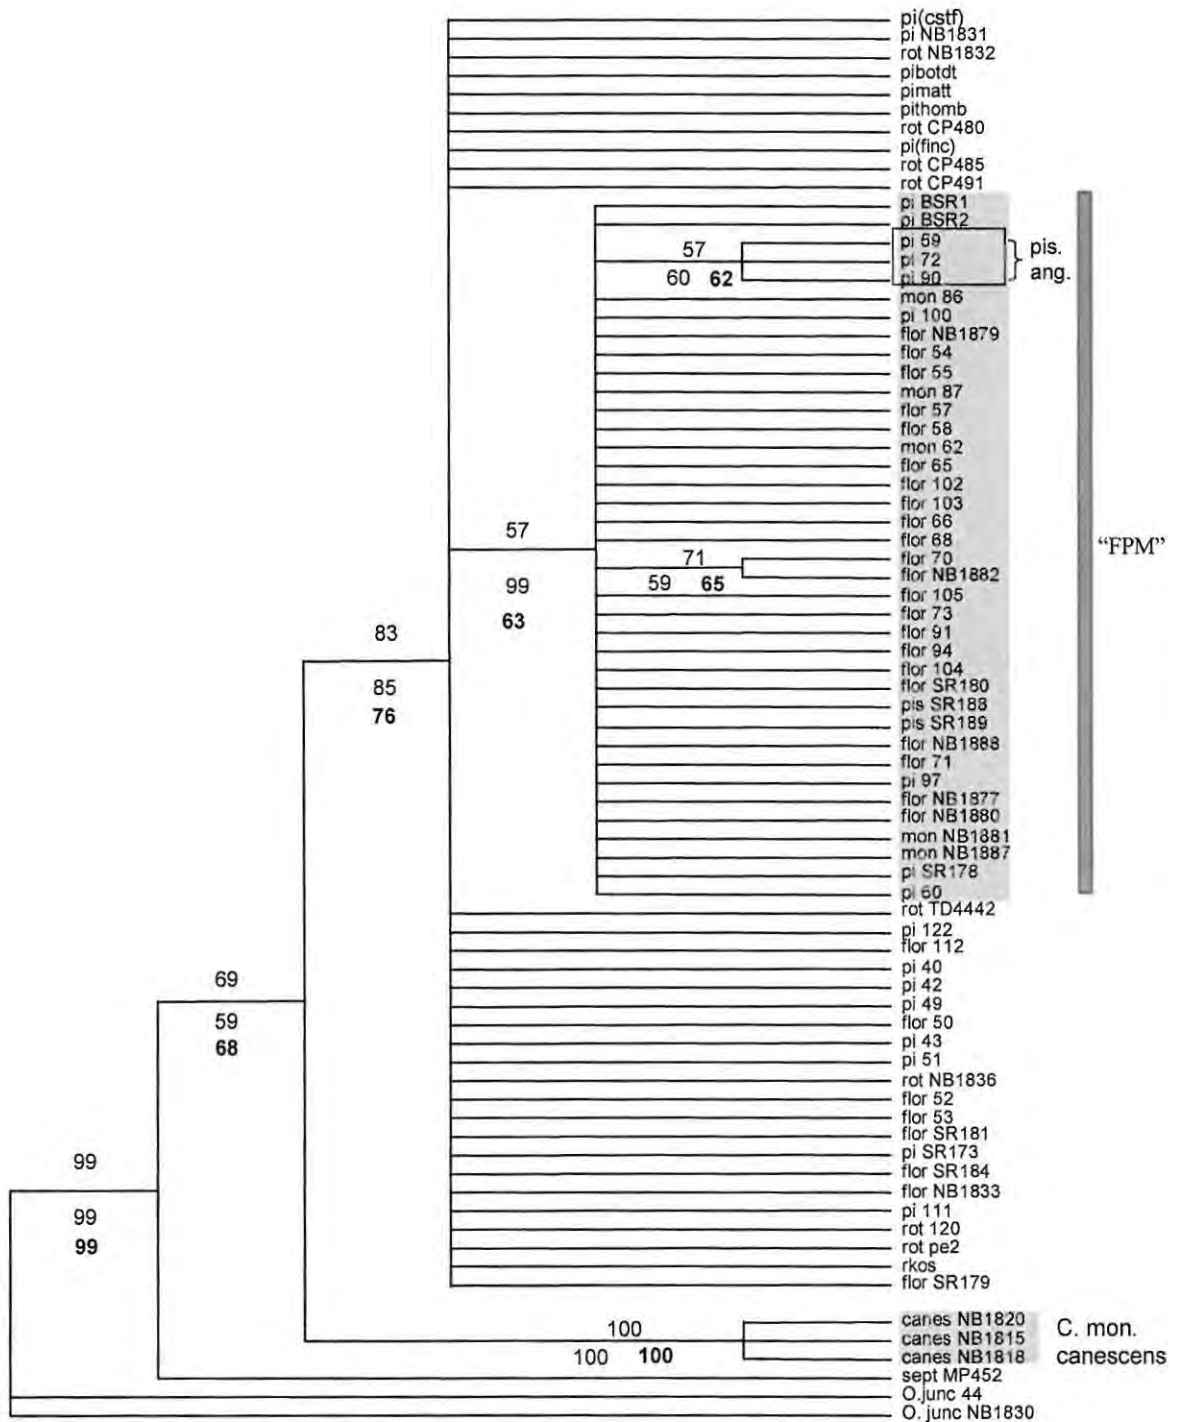 pi(cstf)
pi NB1831
rot NB1832
pibotdt
pimatt
pithomb
rot CP480
pi(finc)
rot CP485
rot CP491
pi BSR1
pi BSR2
pi 59
pi 72
pi 90
pis.
ang.
57
60 62
mon 86
pi 100
flor NB1879
flor 54
flor 55
mon 87
flor 57
flor 58
mon 62
flor 65
flor 102
flor 103
flor 66
flor 68
flor 70
flor NB1882
71
59 65
flor 105
flor 73
flor 91
flor 94
flor 104
flor SR180
pis SR188
pis SR189
flor NB1888
flor 71
pi 97
flor NB1877
flor NB1880
mon NB1881
mon NB1887
pi SR178
pi 60
“FPM”
57
99
63
83
85
76
rot TD4442
pi 122
flor 112
pi 40
pi 42
pi 49
flor 50
pi 43
pi 51
rot NB1836
flor 52
flor 53
flor SR181
pi SR173
flor SR184
flor NB1833
pi 111
rot 120
rot pe2
rkos
flor SR179
69
59
68
99
99
99
canes NB1820
canes NB1815
canes NB1818
C. mon.
canescens
100
100 100
sept MP452
O.junc 44
O. junc NB1830